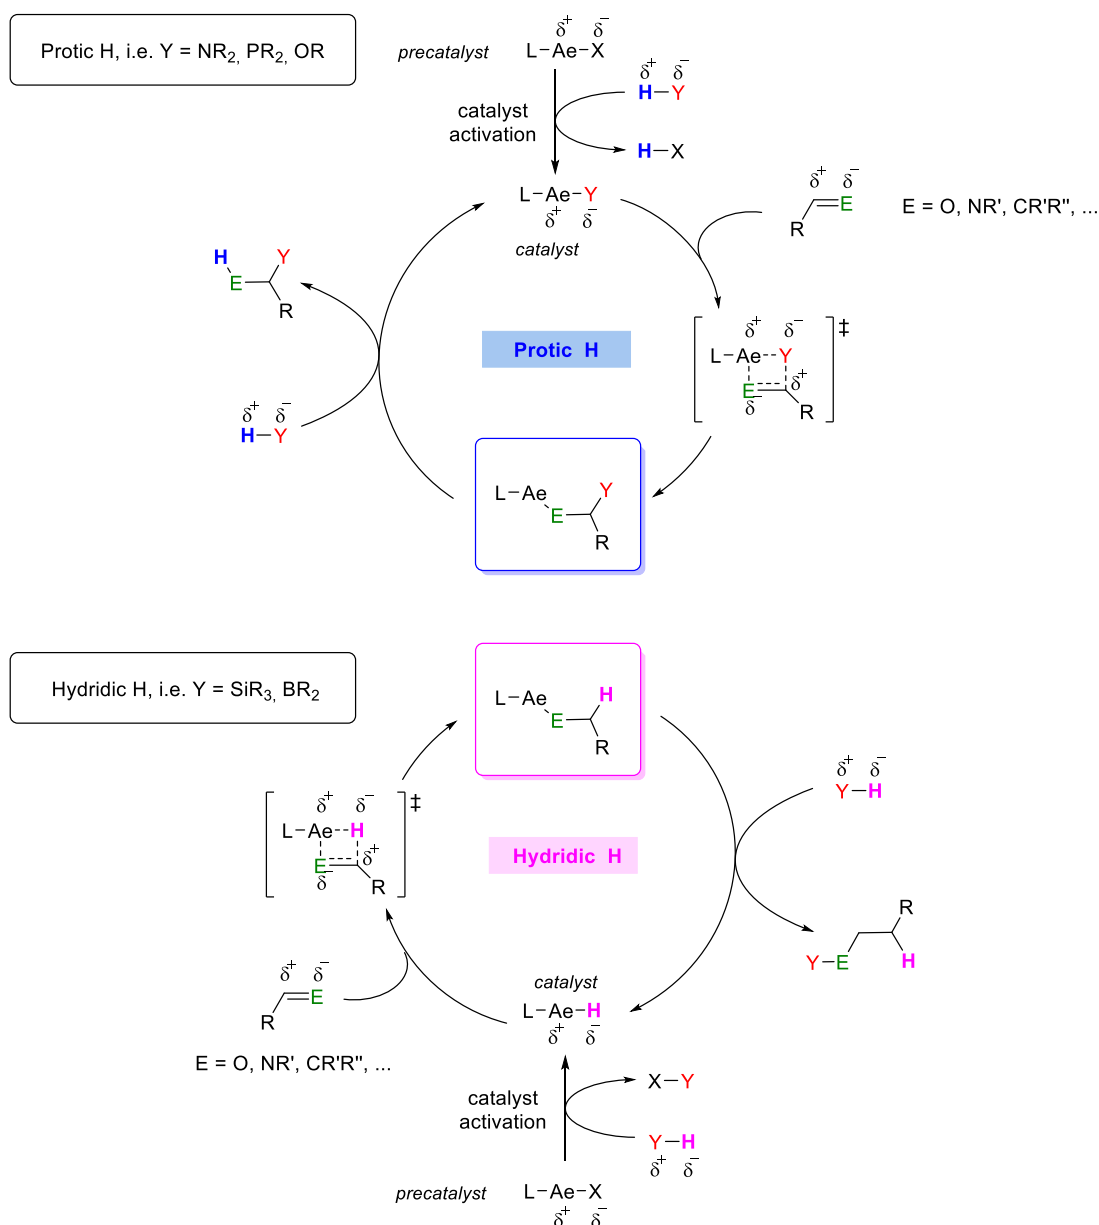 Protic H, i.e. Y = NR2, PR2, OR
δ+ δ−
precatalyst L–Ae–X
δ+ δ−
H–Y
catalyst
activation
H–X
L–Ae–Y
δ+ δ−
catalyst
δ+ δ−
E
R
E = O, NR', CR'R", ...
H Y
E
R
Protic H
δ+ δ− ‡
L–Ae Y
E δ+
δ−
R
δ+ δ−
H–Y
L–Ae Y
E
R
Hydridic H, i.e. Y = SiR3, BR2
L–Ae H
E
R
δ+ δ−
Y–H
δ+ δ− ‡
L–Ae H
E δ+
δ−
R
Hydridic H
R
Y–E H
δ+ δ−
E
R
E = O, NR', CR'R", ...
catalyst
L–Ae–H
δ+ δ−
X–Y
catalyst
activation
Y–H
δ+ δ−
precatalyst L–Ae–X
δ+ δ−